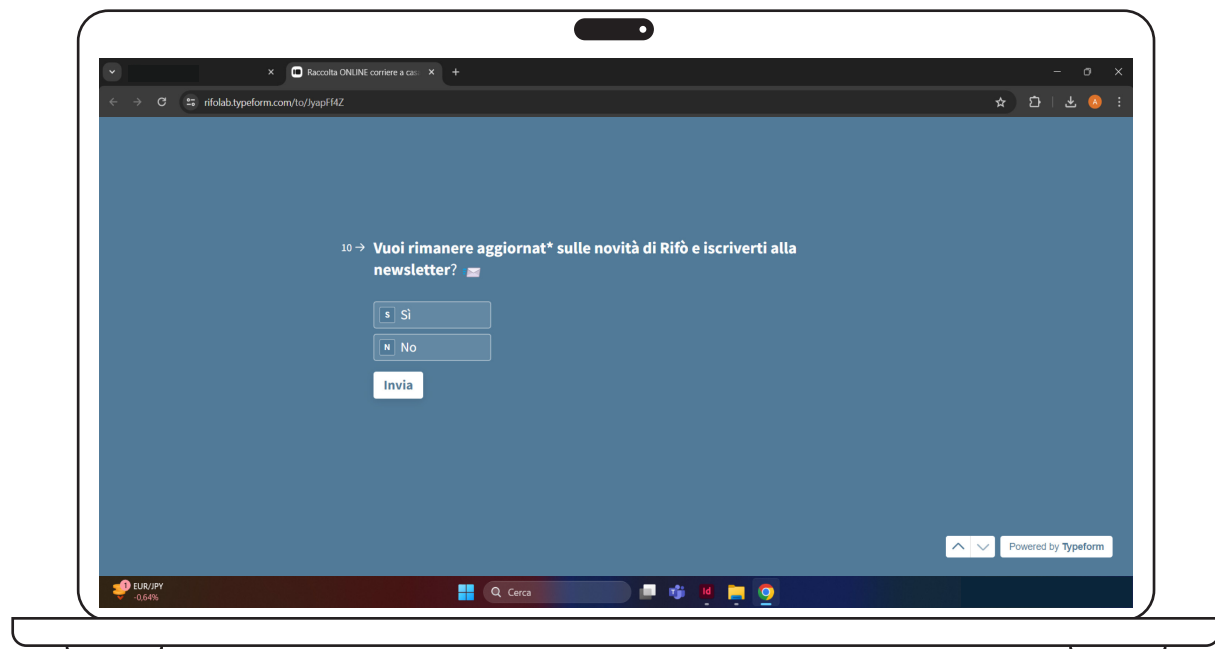 Raccolta ONLINE corriere a cas
rifolab.typeform.com/to/JyapFf4Z
A
10 → Vuoi rimanere aggiornat* sulle novità di Rifò e iscriverti alla
newsletter?
S Sì
N No
Invia
Powered by Typeform
1
EUR/JPY
-0,64%
Cerca
Id